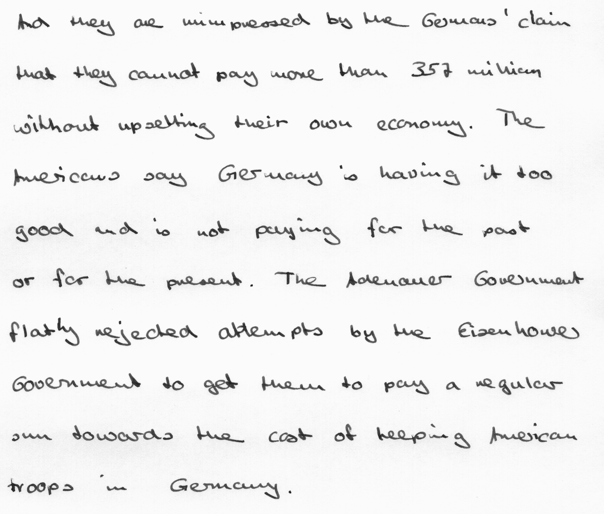 And they are unimpressed by the Germans' claim
that they cannot pay more than 357 million
without upsetting their own economy. The
Americans say Germany is having it too
good and is not paying for the past
or for the present. The Adenauer Government
flatly rejected attempts by the Eisenhower
Government to get them to pay a regular
sum towards the cost of keeping American
troops in Germany.